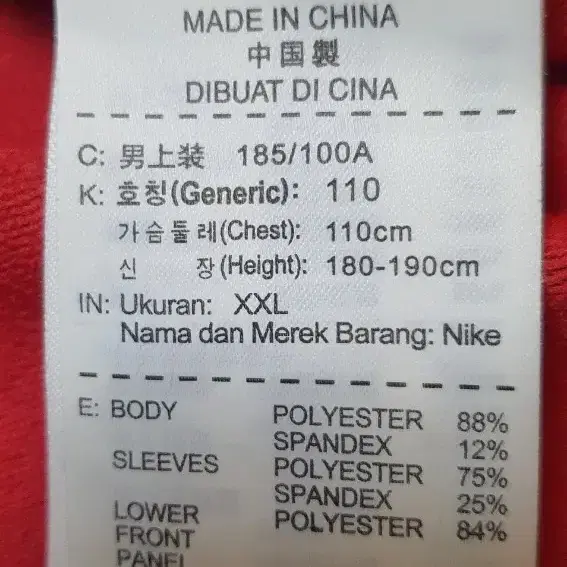 MADE IN CHINA
中国製
DIBUAT DI CINA
C: 男上装 185/100A
K: 호칭(Generic): 110
가슴둘레(Chest): 110cm
신 장(Height): 180-190cm
IN: Ukuran: XXL
Nama dan Merek Barang: Nike
E: BODY POLYESTER 88%
SPANDEX 12%
SLEEVES POLYESTER 75%
SPANDEX 25%
LOWER POLYESTER 84%
FRONT
PANEL